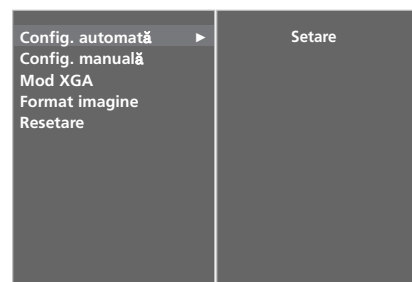 Config. automată ►
Setare
Config. manuală
Mod XGA
Format imagine
Resetare